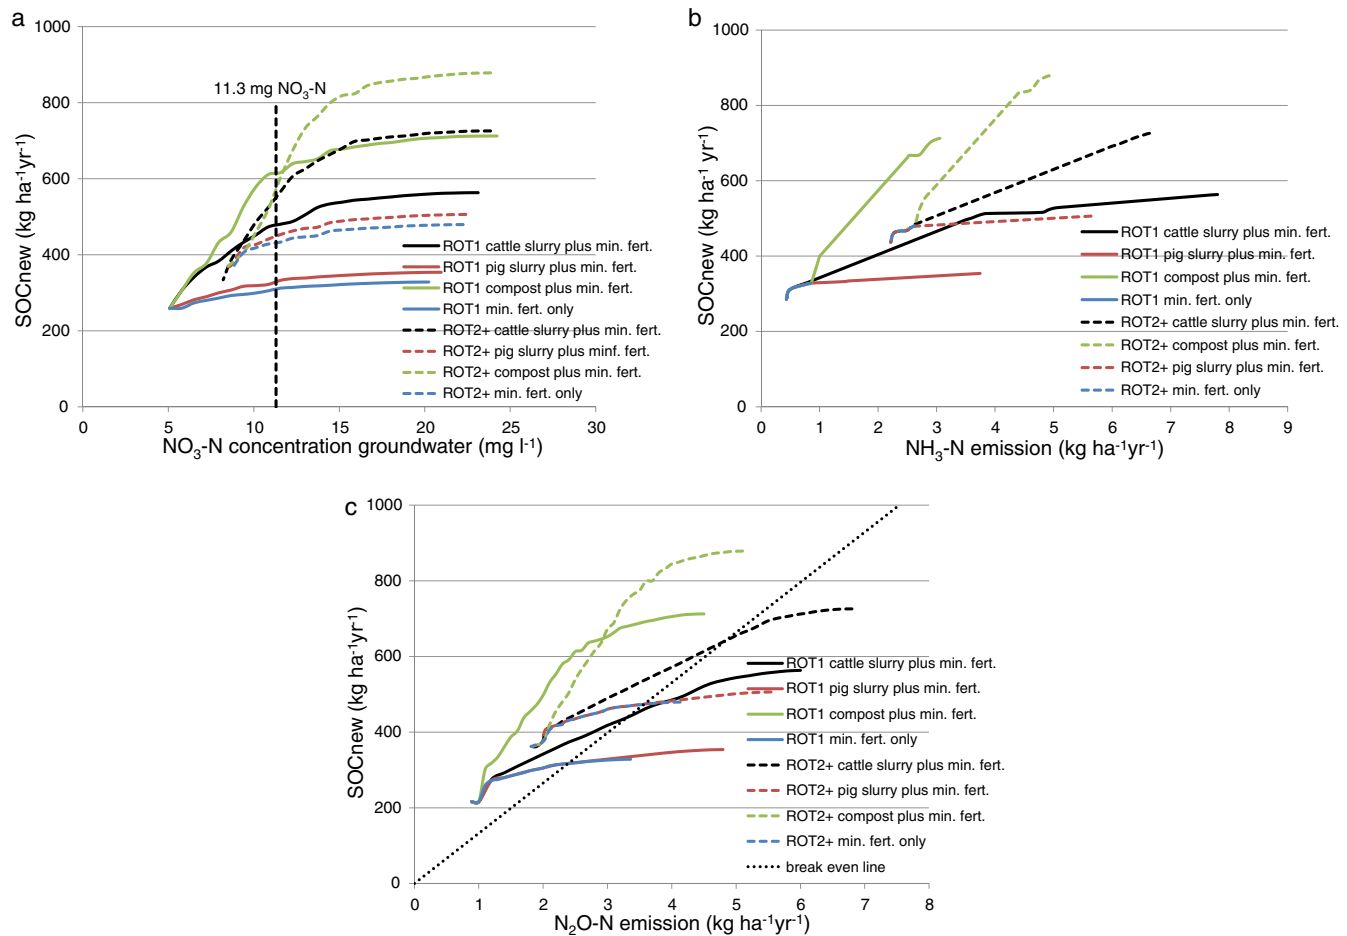 a
1000
800
600
400
200
0
SOCnew (kg ha⁻¹yr⁻¹)
11.3 mg NO₃-N
ROT1 cattle slurry plus min. fert.
ROT1 pig slurry plus min. fert.
ROT1 compost plus min. fert.
ROT1 min. fert. only
ROT2+ cattle slurry plus min. fert.
ROT2+ pig slurry plus minf. fert.
ROT2+ compost plus min. fert.
ROT2+ min. fert. only
0 5 10 15 20 25 30
NO₃-N concentration groundwater (mg l⁻¹)
b
1000
800
600
400
200
0
SOCnew (kg ha⁻¹ yr⁻¹)
ROT1 cattle slurry plus min. fert.
ROT1 pig slurry plus min. fert.
ROT1 compost plus min. fert.
ROT1 min. fert. only
ROT2+ cattle slurry plus min. fert.
ROT2+ compost plus min. fert.
ROT2+ pig slurry plus min. fert.
ROT2+ min. fert. only
0 1 2 3 4 5 6 7 8 9
NH₃-N emission (kg ha⁻¹yr⁻¹)
c
1000
800
600
400
200
0
SOCnew (kg ha⁻¹yr⁻¹)
ROT1 cattle slurry plus min. fert.
ROT1 pig slurry plus min. fert.
ROT1 compost plus min. fert.
ROT1 min. fert. only
ROT2+ cattle slurry plus min. fert.
ROT2+ pig slurry plus min. fert.
ROT2+ compost plus min. fert.
ROT2+ min. fert. only
break even line
0 1 2 3 4 5 6 7 8
N₂O-N emission (kg ha⁻¹yr⁻¹)